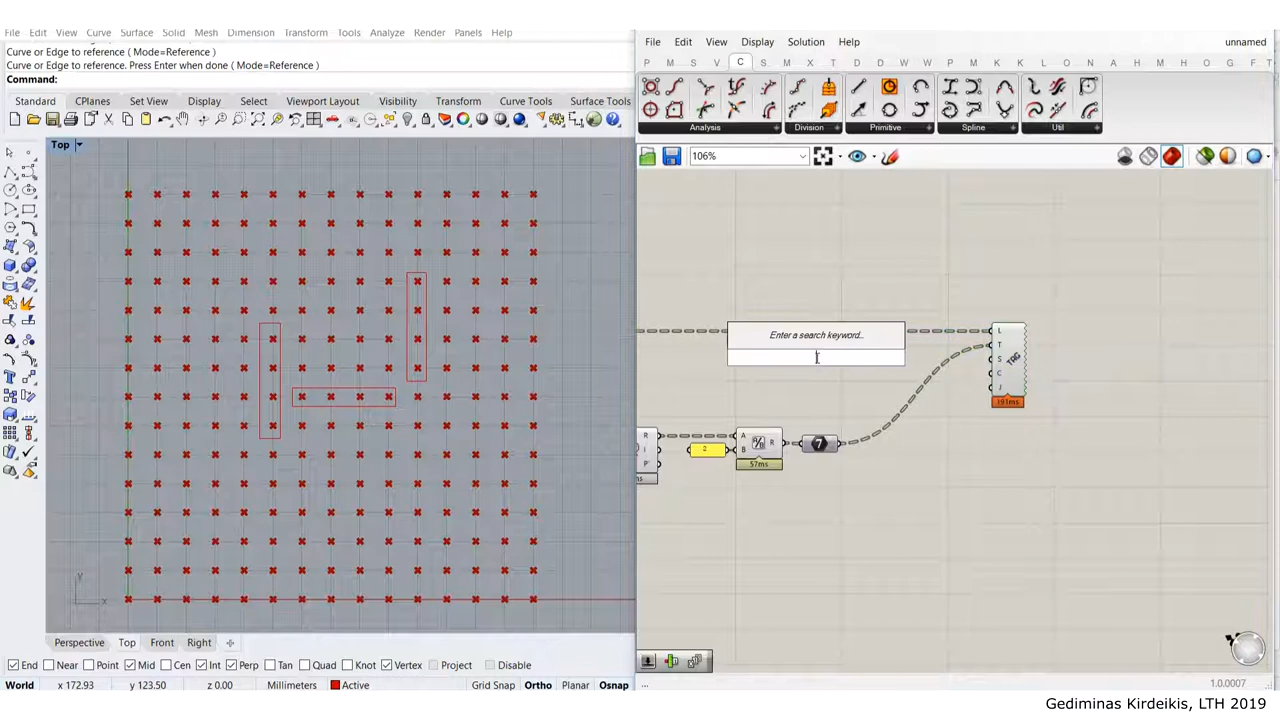 File Edit View Curve Surface Solid Mesh Dimension Transform Tools Analyze Render Panels Help
Curve or Edge to reference ( Mode=Reference )
Curve or Edge to reference. Press Enter when done ( Mode=Reference )
Command:
Standard CPlanes Set View Display Select Viewport Layout Visibility Transform Curve Tools Surface Tools
Top
y
x
Perspective Top Front Right
End Near Point Mid Cen Int Perp Tan Quad Knot Vertex Project Disable
World x 172.93 y 123.50 z 0.00 Millimeters Active Grid Snap Ortho Planar Osnap
File Edit View Display Solution Help unnamed
P M S V C S M I X T D D W W P M M K K L H W O R G F T
Analysis Division Primitive Spline Util
106%
Enter a search keyword...
L
T
S
C
J
TAG
191ms
R
I
P
2
A
B
R
57ms
7
...
1.0.0007
Gediminas Kirdeikis, LTH 2019